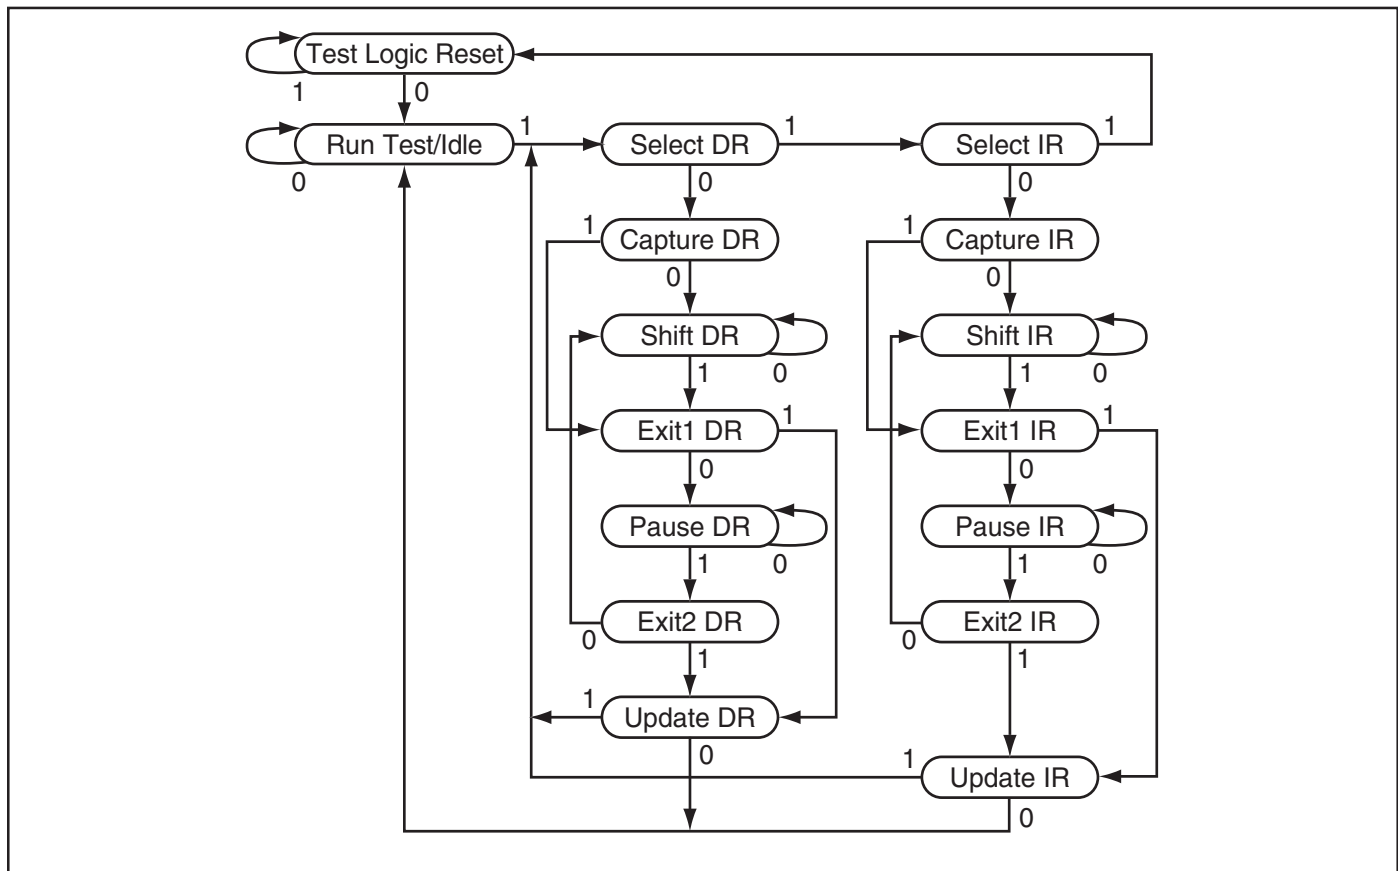 Test Logic Reset
1
0
Run Test/Idle
1
Select DR
1
Select IR
1
0
0
0
1
Capture DR
1
Capture IR
0
0
Shift DR
Shift IR
1
0
1
0
Exit1 DR
1
Exit1 IR
1
0
0
Pause DR
Pause IR
1
0
1
0
Exit2 DR
Exit2 IR
0
1
0
1
1
Update DR
0
1
Update IR
0